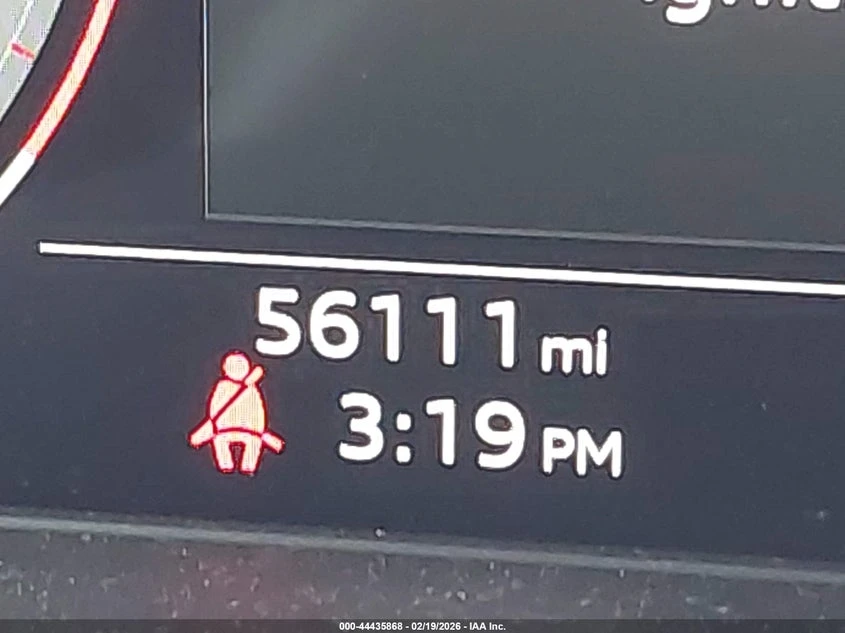 56111 mi
3:19 PM
000-44435868 - 02/19/2026 - IAA Inc.